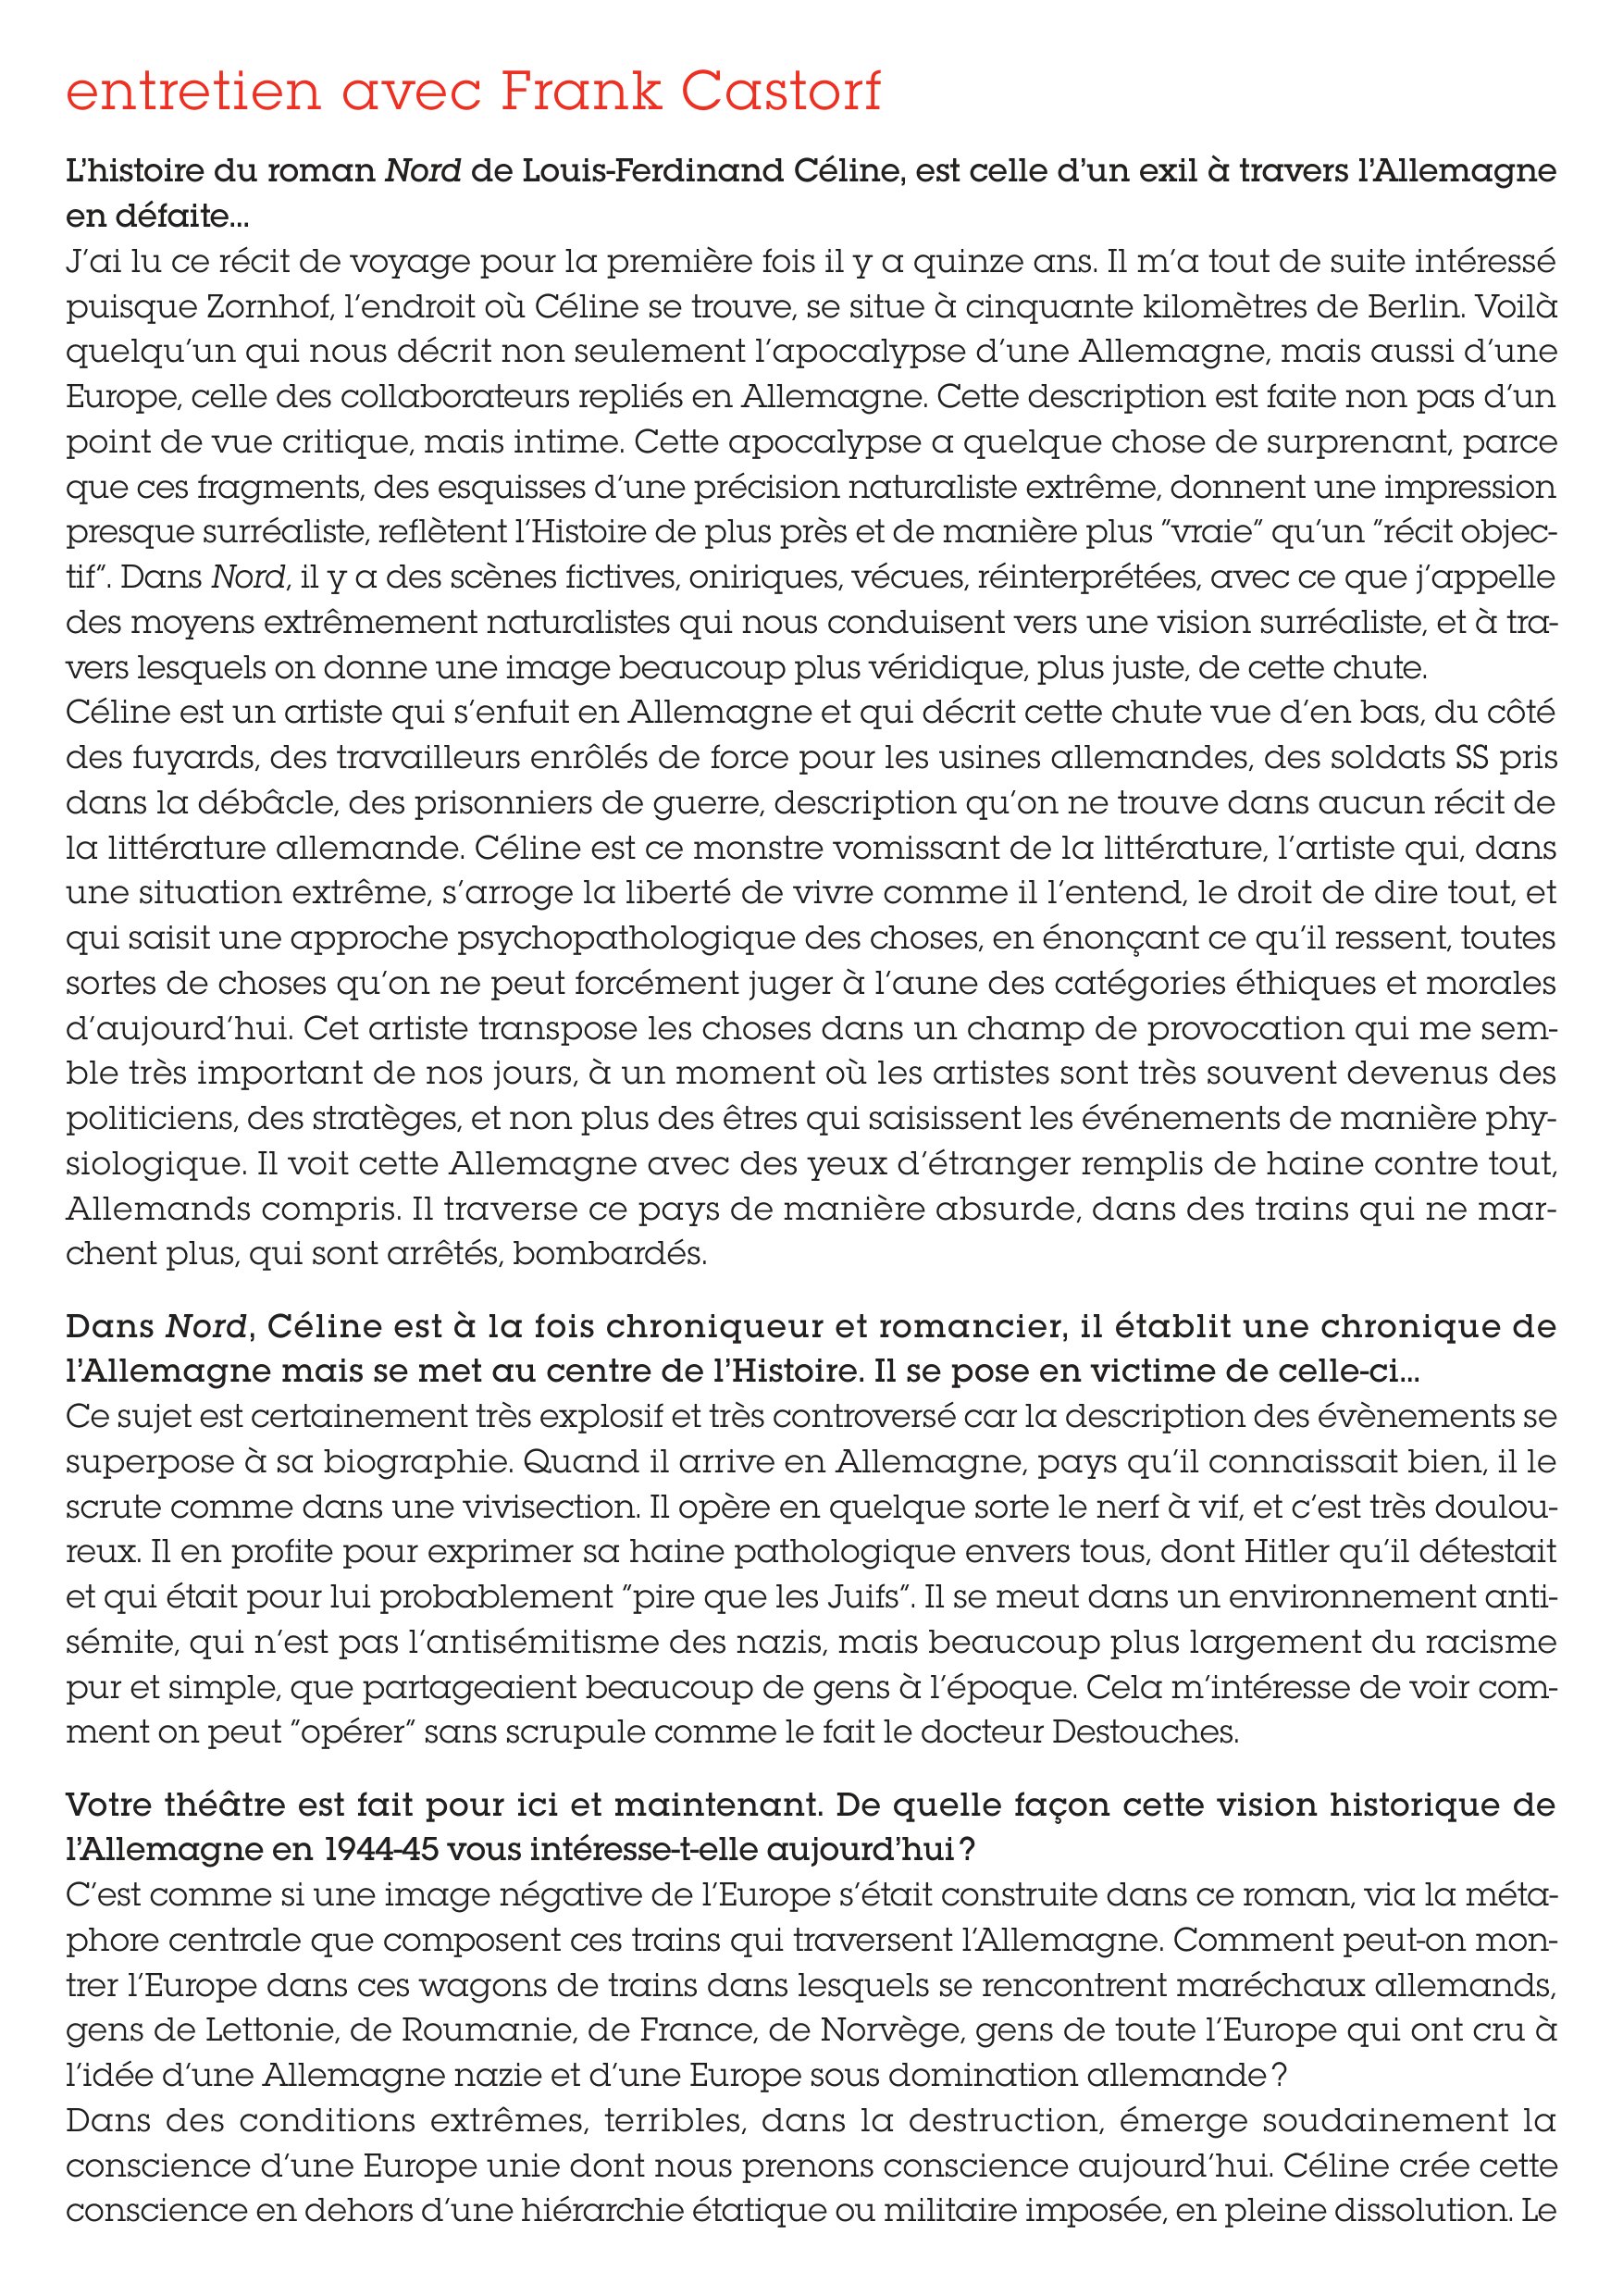 entretien avec Frank Castorf
L’histoire du roman Nord de Louis-Ferdinand Céline, est celle d’un exil à travers l’Allemagne
en défaite...
J’ai lu ce récit de voyage pour la première fois il y a quinze ans. Il m’a tout de suite intéressé
puisque Zornhof, l’endroit où Céline se trouve, se situe à cinquante kilomètres de Berlin. Voilà
quelqu’un qui nous décrit non seulement l’apocalypse d’une Allemagne, mais aussi d’une
Europe, celle des collaborateurs repliés en Allemagne. Cette description est faite non pas d’un
point de vue critique, mais intime. Cette apocalypse a quelque chose de surprenant, parce
que ces fragments, des esquisses d’une précision naturaliste extrême, donnent une impression
presque surréaliste, reflètent l’Histoire de plus près et de manière plus “vraie” qu’un “récit objec-
tif”. Dans Nord, il y a des scènes fictives, oniriques, vécues, réinterprétées, avec ce que j’appelle
des moyens extrêmement naturalistes qui nous conduisent vers une vision surréaliste, et à tra-
vers lesquels on donne une image beaucoup plus véridique, plus juste, de cette chute.
Céline est un artiste qui s’enfuit en Allemagne et qui décrit cette chute vue d’en bas, du côté
des fuyards, des travailleurs enrôlés de force pour les usines allemandes, des soldats SS pris
dans la débâcle, des prisonniers de guerre, description qu’on ne trouve dans aucun récit de
la littérature allemande. Céline est ce monstre vomissant de la littérature, l’artiste qui, dans
une situation extrême, s’arroge la liberté de vivre comme il l’entend, le droit de dire tout, et
qui saisit une approche psychopathologique des choses, en énonçant ce qu’il ressent, toutes
sortes de choses qu’on ne peut forcément juger à l’aune des catégories éthiques et morales
d’aujourd’hui. Cet artiste transpose les choses dans un champ de provocation qui me sem-
ble très important de nos jours, à un moment où les artistes sont très souvent devenus des
politiciens, des stratèges, et non plus des êtres qui saisissent les événements de manière phy-
siologique. Il voit cette Allemagne avec des yeux d’étranger remplis de haine contre tout,
Allemands compris. Il traverse ce pays de manière absurde, dans des trains qui ne mar-
chent plus, qui sont arrêtés, bombardés.
Dans Nord, Céline est à la fois chroniqueur et romancier, il établit une chronique de
l’Allemagne mais se met au centre de l’Histoire. Il se pose en victime de celle-ci...
Ce sujet est certainement très explosif et très controversé car la description des évènements se
superpose à sa biographie. Quand il arrive en Allemagne, pays qu’il connaissait bien, il le
scrute comme dans une vivisection. Il opère en quelque sorte le nerf à vif, et c’est très doulou-
reux. Il en profite pour exprimer sa haine pathologique envers tous, dont Hitler qu’il détestait
et qui était pour lui probablement “pire que les Juifs”. Il se meut dans un environnement anti-
sémite, qui n’est pas l’antisémitisme des nazis, mais beaucoup plus largement du racisme
pur et simple, que partageaient beaucoup de gens à l’époque. Cela m’intéresse de voir com-
ment on peut “opérer” sans scrupule comme le fait le docteur Destouches.
Votre théâtre est fait pour ici et maintenant. De quelle façon cette vision historique de
l’Allemagne en 1944-45 vous intéresse-t-elle aujourd’hui ?
C’est comme si une image négative de l’Europe s’était construite dans ce roman, via la méta-
phore centrale que composent ces trains qui traversent l’Allemagne. Comment peut-on mon-
trer l’Europe dans ces wagons de trains dans lesquels se rencontrent maréchaux allemands,
gens de Lettonie, de Roumanie, de France, de Norvège, gens de toute l’Europe qui ont cru à
l’idée d’une Allemagne nazie et d’une Europe sous domination allemande ?
Dans des conditions extrêmes, terribles, dans la destruction, émerge soudainement la
conscience d’une Europe unie dont nous prenons conscience aujourd’hui. Céline crée cette
conscience en dehors d’une hiérarchie étatique ou militaire imposée, en pleine dissolution. Le